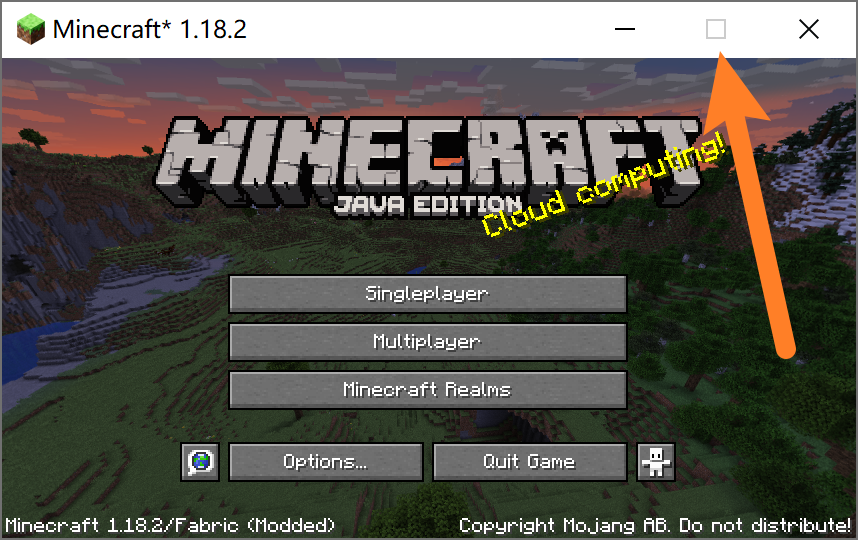 Minecraft* 1.18.2
MINECRAFT
JAVA EDITION
Cloud computing!
Singleplayer
Multiplayer
Minecraft Realms
Options...
Quit Game
Minecraft 1.18.2/Fabric (Modded)
Copyright Mojang AB. Do not distribute!